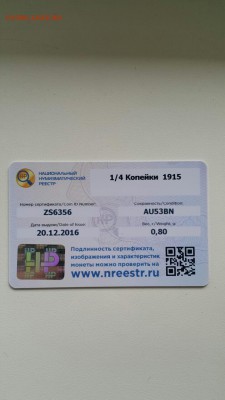 НАЦИОНАЛЬНЫЙ
НУМИЗМАТИЧЕСКИЙ
РЕЕСТР
1/4 Копейки 1915
Номер сертификата/Coin ID Number
Сохранность/Condition
ZS6356
AU53BN
Дата выдачи/Date of issue
Вес, г/Weight, g
20.12.2016
0,80
Подлинность сертификата,
изображения и характеристик
монеты можно проверить на
www.nreestr.ru